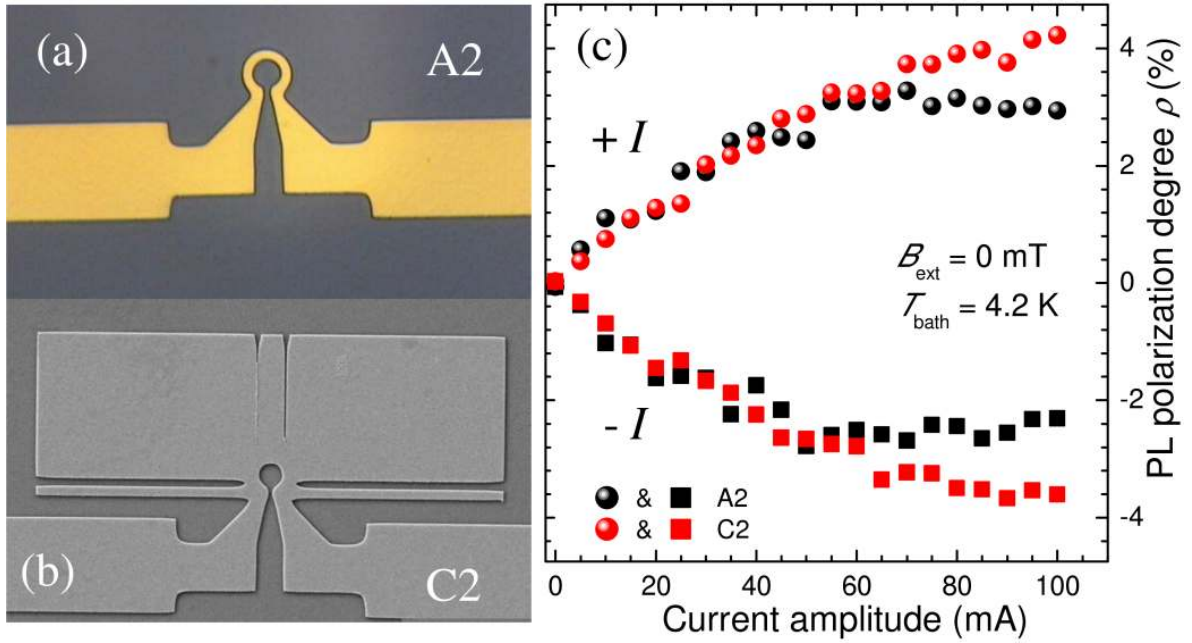 (a)
A2
(b)
C2
(c)
+ I
- I
B_ext = 0 mT
T_bath = 4.2 K
& A2
& C2
4
2
0
-2
-4
PL polarization degree ρ (%)
0 20 40 60 80 100
Current amplitude (mA)